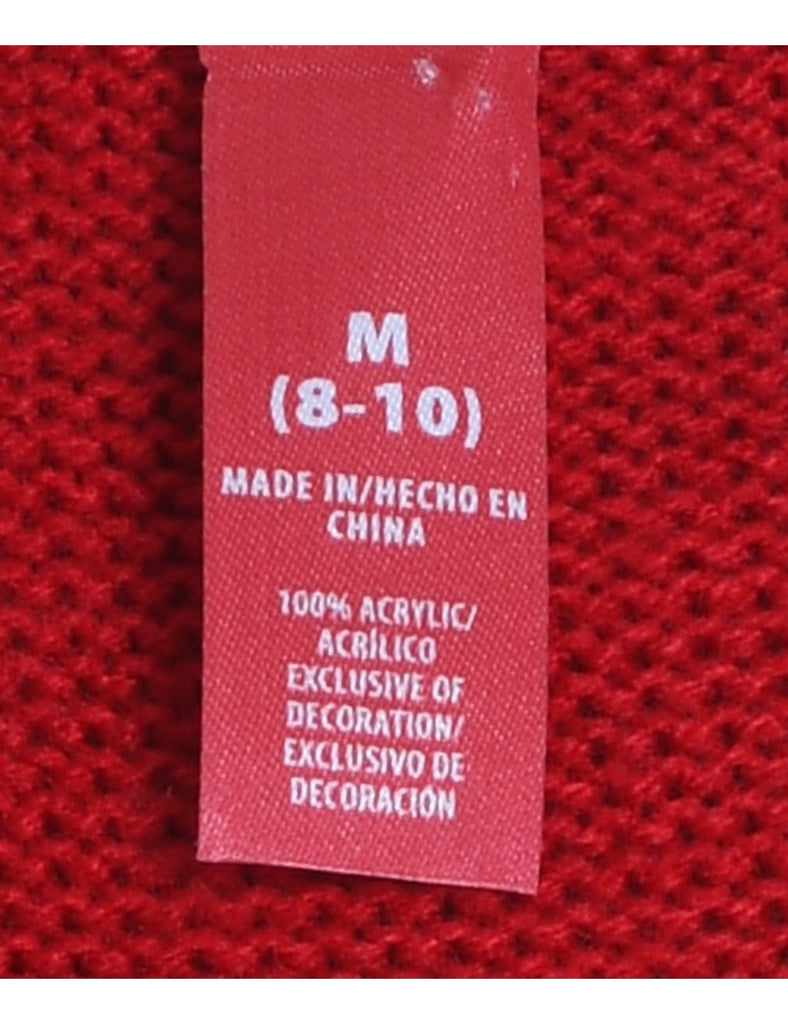 M
(8-10)
MADE IN/HECHO EN
CHINA
100% ACRYLIC/
ACRÍLICO
EXCLUSIVE OF
DECORATION/
EXCLUSIVO DE
DECORACIÓN